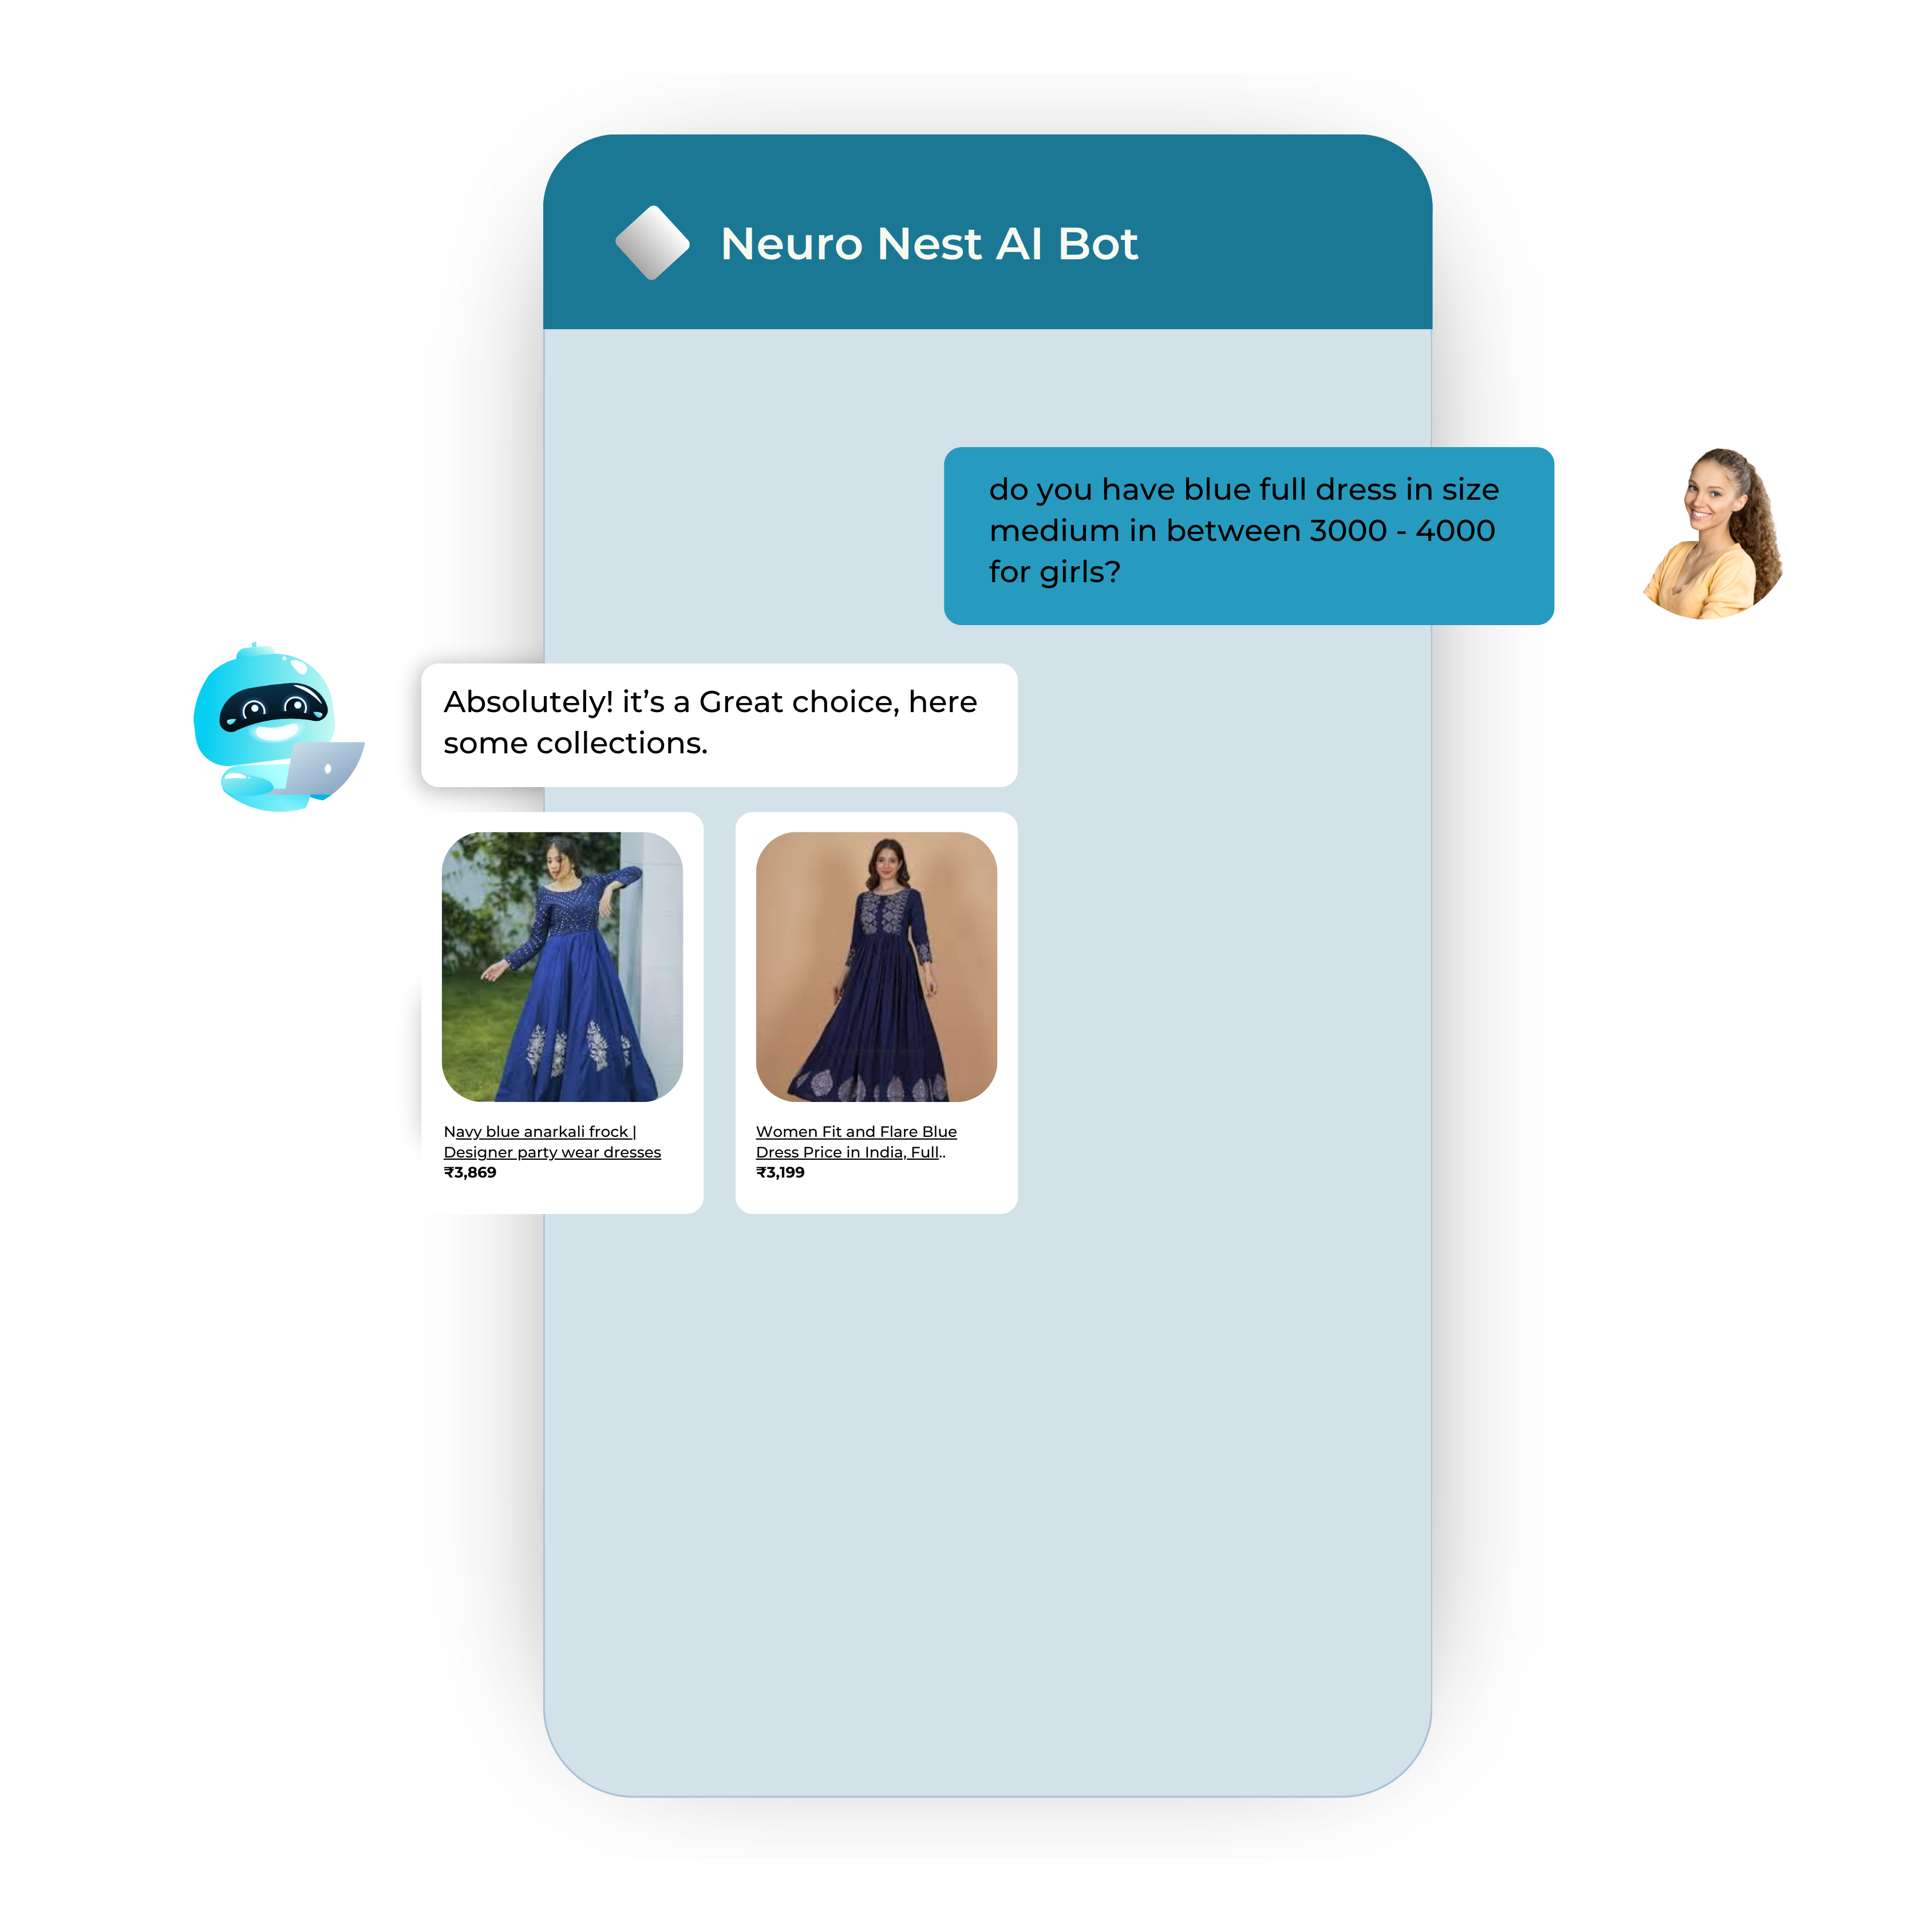 Neuro Nest AI Bot
do you have blue full dress in size
medium in between 3000 - 4000
for girls?
Absolutely! it’s a Great choice, here
some collections.
Navy blue anarkali frock |
Designer party wear dresses
₹3,869
Women Fit and Flare Blue
Dress Price in India, Full..
₹3,199